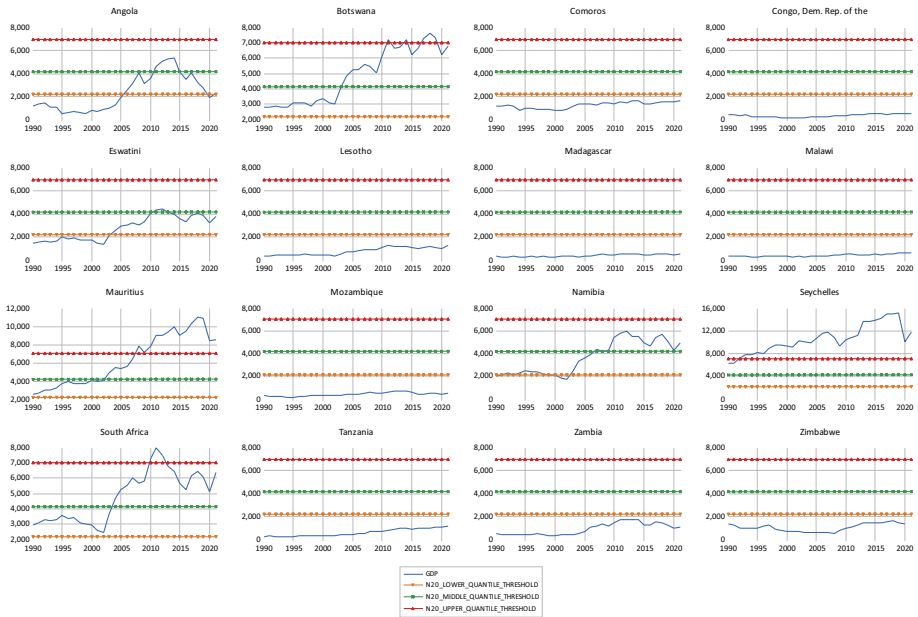 Angola
8,000
6,000
4,000
2,000
0
1990 1995 2000 2005 2010 2015 2020
Botswana
8,000
7,000
6,000
5,000
4,000
3,000
2,000
1990 1995 2000 2005 2010 2015 2020
Comoros
8,000
6,000
4,000
2,000
0
1990 1995 2000 2005 2010 2015 2020
Congo, Dem. Rep. of the
8,000
6,000
4,000
2,000
0
1990 1995 2000 2005 2010 2015 2020
Eswatini
8,000
6,000
4,000
2,000
0
1990 1995 2000 2005 2010 2015 2020
Lesotho
8,000
6,000
4,000
2,000
0
1990 1995 2000 2005 2010 2015 2020
Madagascar
8,000
6,000
4,000
2,000
0
1990 1995 2000 2005 2010 2015 2020
Malawi
8,000
6,000
4,000
2,000
0
1990 1995 2000 2005 2010 2015 2020
Mauritius
12,000
10,000
8,000
6,000
4,000
2,000
1990 1995 2000 2005 2010 2015 2020
Mozambique
8,000
6,000
4,000
2,000
0
1990 1995 2000 2005 2010 2015 2020
Namibia
8,000
6,000
4,000
2,000
0
1990 1995 2000 2005 2010 2015 2020
Seychelles
16,000
12,000
8,000
4,000
0
1990 1995 2000 2005 2010 2015 2020
South Africa
8,000
7,000
6,000
5,000
4,000
3,000
2,000
1990 1995 2000 2005 2010 2015 2020
Tanzania
8,000
6,000
4,000
2,000
0
1990 1995 2000 2005 2010 2015 2020
Zambia
8,000
6,000
4,000
2,000
0
1990 1995 2000 2005 2010 2015 2020
Zimbabwe
8,000
6,000
4,000
2,000
0
1990 1995 2000 2005 2010 2015 2020
GDP
N20_LOWER_QUANTILE_THRESHOLD
N20_MIDDLE_QUANTILE_THRESHOLD
N20_UPPER_QUANTILE_THRESHOLD